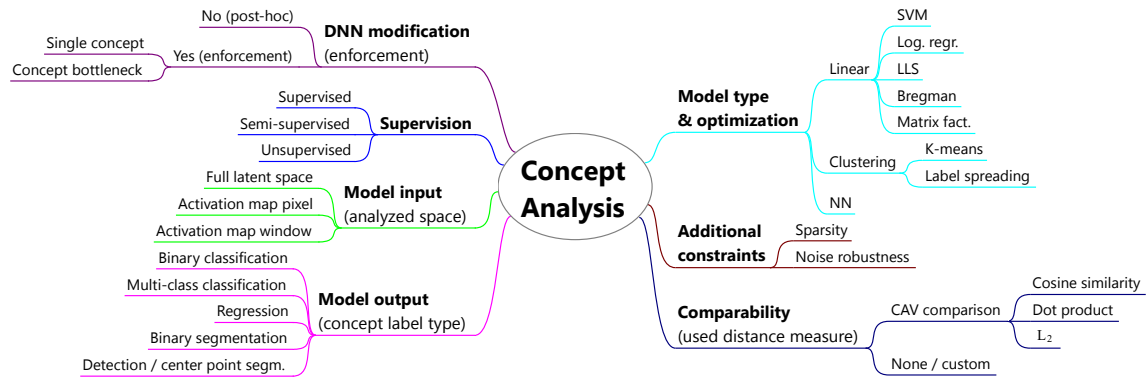 Concept
Analysis
DNN modification
(enforcement)
No (post-hoc)
Yes (enforcement)
Single concept
Concept bottleneck
Supervision
Supervised
Semi-supervised
Unsupervised
Model input
(analyzed space)
Full latent space
Activation map pixel
Activation map window
Model output
(concept label type)
Binary classification
Multi-class classification
Regression
Binary segmentation
Detection / center point segm.
Model type
& optimization
Linear
SVM
Log. regr.
LLS
Bregman
Matrix fact.
Clustering
K-means
Label spreading
NN
Additional
constraints
Sparsity
Noise robustness
Comparability
(used distance measure)
CAV comparison
Cosine similarity
Dot product
L₂
None / custom